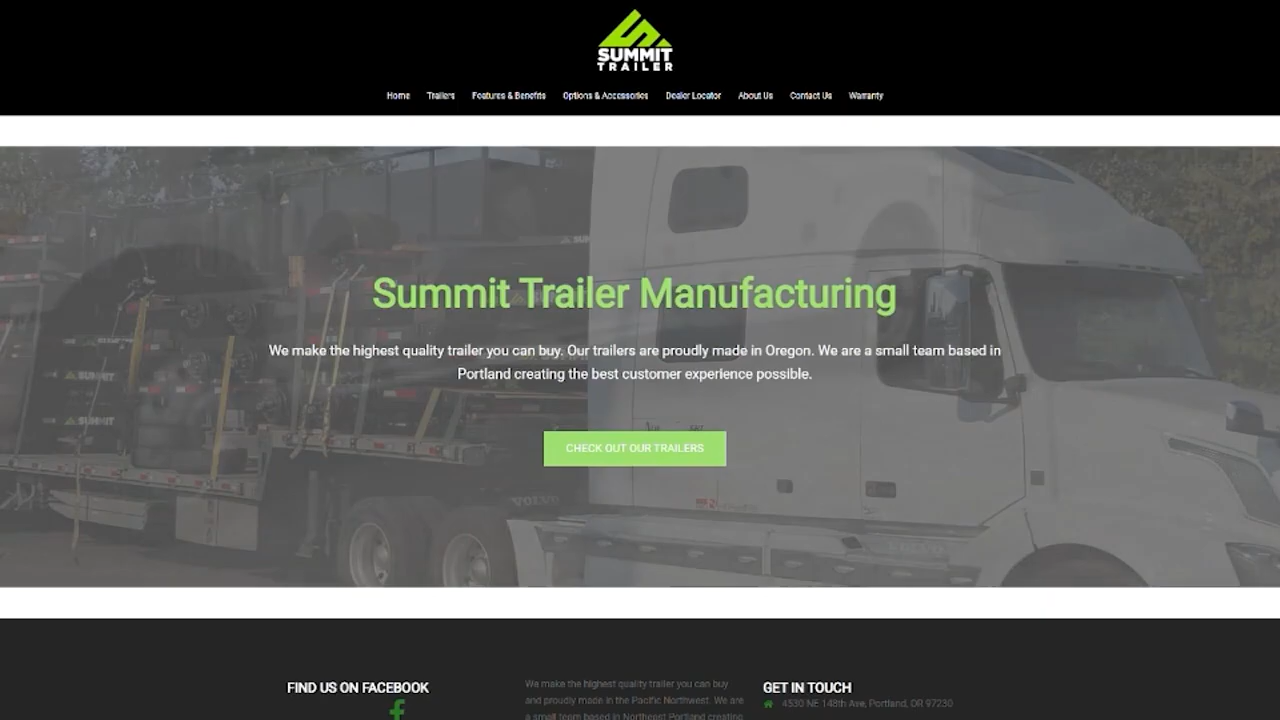 SUMMIT
TRAILER
Home Trailers Features & Benefits Options & Accessories Dealer Locator About Us Contact Us Warranty
Summit Trailer Manufacturing
We make the highest quality trailer you can buy. Our trailers are proudly made in Oregon. We are a small team based in
Portland creating the best customer experience possible.
CHECK OUT OUR TRAILERS
SUMMIT
SUMMIT
VOLVO
VOLVO
FIND US ON FACEBOOK
We make the highest quality trailer you can buy
and proudly made in the Pacific Northwest. We are
a small team based in Northeast Portland creating
GET IN TOUCH
4530 NE 148th Ave, Portland, OR 97230